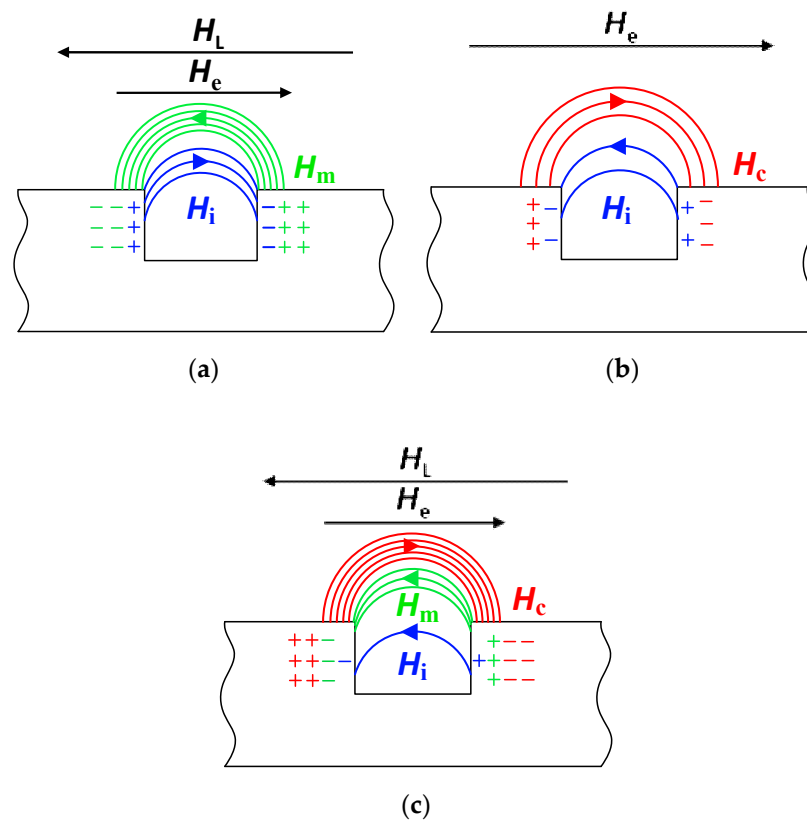 H_L
H_e
H_m
H_i
− − + − + +
− − + − + +
− − + − + +
(a)
H_e
H_c
H_i
+ − + −
+ −
+ − + −
(b)
H_L
H_e
H_c
H_m
H_i
+ + − + − −
+ + − − + + − −
+ + − + − −
(c)